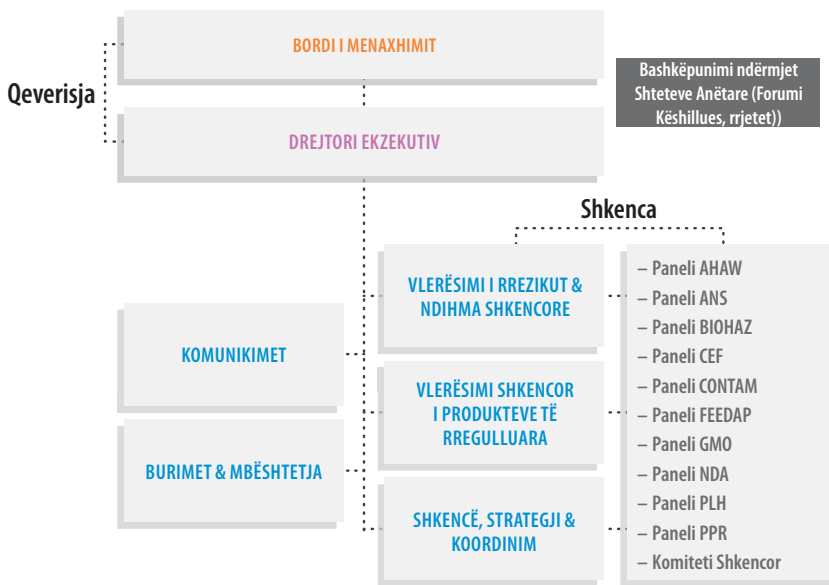 BORDI I MENAXHIMIT
Qeverisja
Bashkëpunimi ndërmjet
Shteteve Anëtare (Forumi
Këshillues, rrjetet))
DREJTORI EKZEKUTIV
Shkenca
VLERËSIMI I RREZIKUT &
NDIHMA SHKENCORE
KOMUNIKIMET
VLERËSIMI SHKENCOR
I PRODUKTEVE TË
RREGULLUARA
BURIMET & MBËSHTETJA
SHKENCË, STRATEGJI &
KOORDINIM
– Paneli AHAW
– Paneli ANS
– Paneli BIOHAZ
– Paneli CEF
– Paneli CONTAM
– Paneli FEEDAP
– Paneli GMO
– Paneli NDA
– Paneli PLH
– Paneli PPR
– Komiteti Shkencor